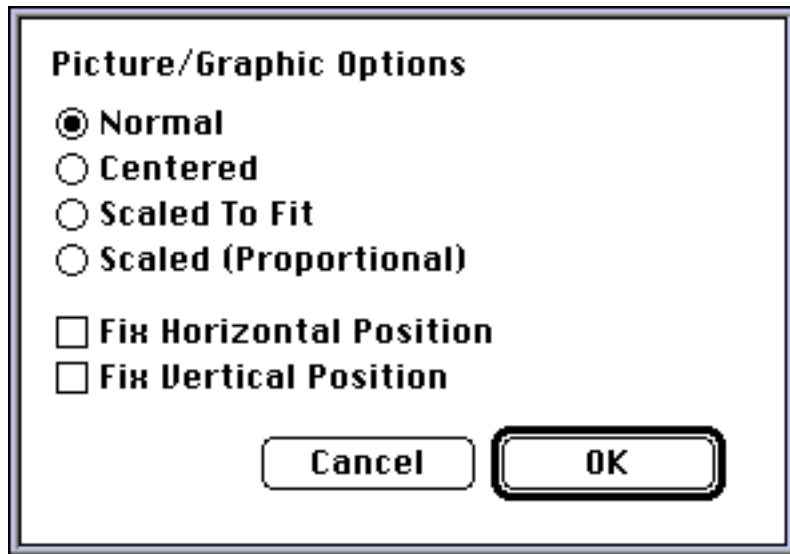 Picture/Graphic Options
Normal
Centered
Scaled To Fit
Scaled (Proportional)
Fix Horizontal Position
Fix Vertical Position
Cancel OK